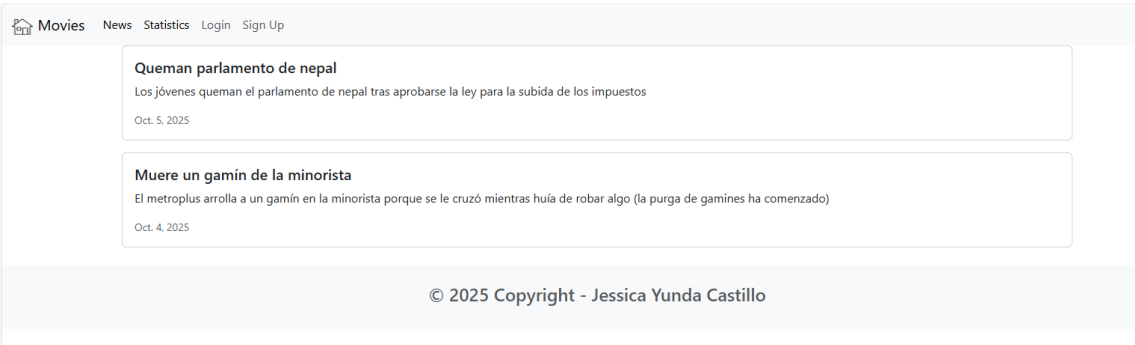 Movies News Statistics Login Sign Up
Queman parlamento de nepal
Los jóvenes queman el parlamento de nepal tras aprobarse la ley para la subida de los impuestos
Oct. 5, 2025
Muere un gamín de la minorista
El metroplus arrolla a un gamín en la minorista porque se le cruzó mientras huía de robar algo (la purga de gamines ha comenzado)
Oct. 4, 2025
© 2025 Copyright - Jessica Yunda Castillo